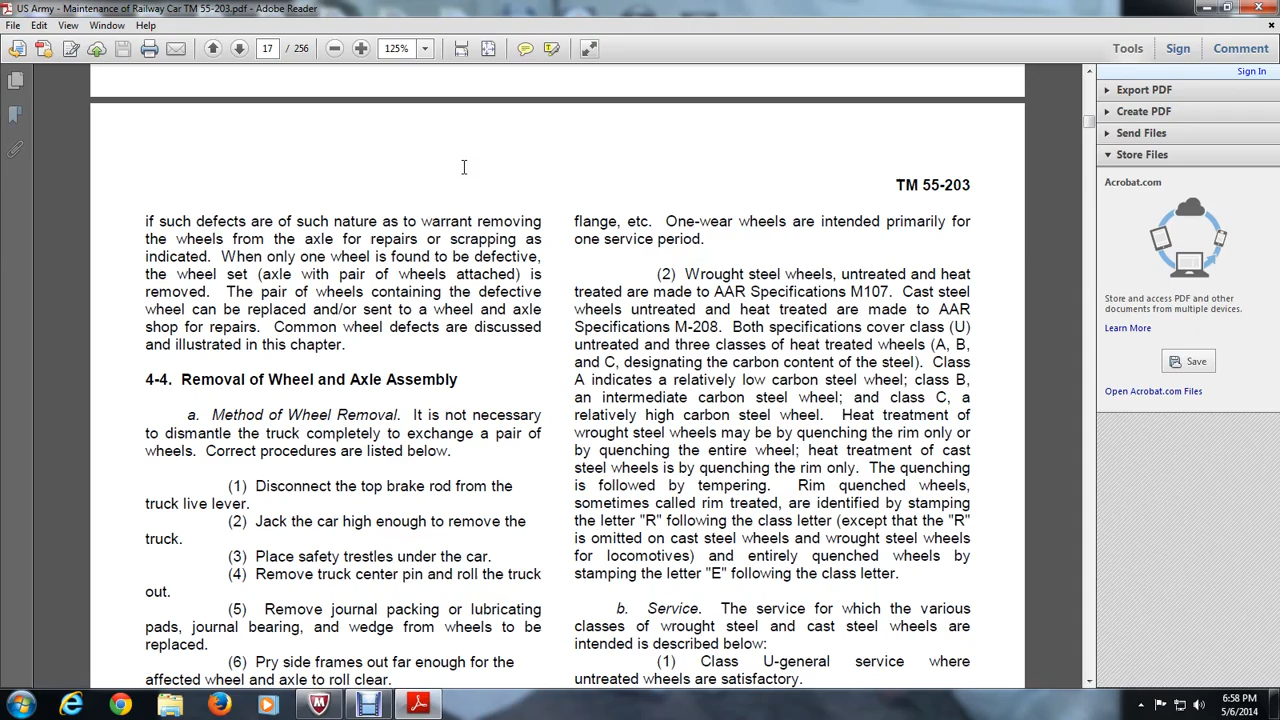 US Army - Maintenance of Railway Car TM 55-203.pdf - Adobe Reader
File Edit View Window Help
17 / 256 125% Tools Sign Comment
Sign In
Export PDF
Create PDF
Send Files
Store Files
Acrobat.com
Store and access PDF and other
documents from multiple devices.
Learn More
Save
Open Acrobat.com Files
TM 55-203
if such defects are of such nature as to warrant removing
the wheels from the axle for repairs or scrapping as
indicated. When only one wheel is found to be defective,
the wheel set (axle with pair of wheels attached) is
removed. The pair of wheels containing the defective
wheel can be replaced and/or sent to a wheel and axle
shop for repairs. Common wheel defects are discussed
and illustrated in this chapter.
4-4. Removal of Wheel and Axle Assembly
a. Method of Wheel Removal. It is not necessary
to dismantle the truck completely to exchange a pair of
wheels. Correct procedures are listed below.
(1) Disconnect the top brake rod from the
truck live lever.
(2) Jack the car high enough to remove the
truck.
(3) Place safety trestles under the car.
(4) Remove truck center pin and roll the truck
out.
(5) Remove journal packing or lubricating
pads, journal bearing, and wedge from wheels to be
replaced.
(6) Pry side frames out far enough for the
affected wheel and axle to roll clear.
flange, etc. One-wear wheels are intended primarily for
one service period.
(2) Wrought steel wheels, untreated and heat
treated are made to AAR Specifications M107. Cast steel
wheels untreated and heat treated are made to AAR
Specifications M-208. Both specifications cover class (U)
untreated and three classes of heat treated wheels (A, B,
and C, designating the carbon content of the steel). Class
A indicates a relatively low carbon steel wheel; class B,
an intermediate carbon steel wheel; and class C, a
relatively high carbon steel wheel. Heat treatment of
wrought steel wheels may be by quenching the rim only or
by quenching the entire wheel; heat treatment of cast
steel wheels is by quenching the rim only. The quenching
is followed by tempering. Rim quenched wheels,
sometimes called rim treated, are identified by stamping
the letter "R" following the class letter (except that the "R"
is omitted on cast steel wheels and wrought steel wheels
for locomotives) and entirely quenched wheels by
stamping the letter "E" following the class letter.
b. Service. The service for which the various
classes of wrought steel and cast steel wheels are
intended is described below:
(1) Class U-general service where
untreated wheels are satisfactory.
6:58 PM
5/6/2014